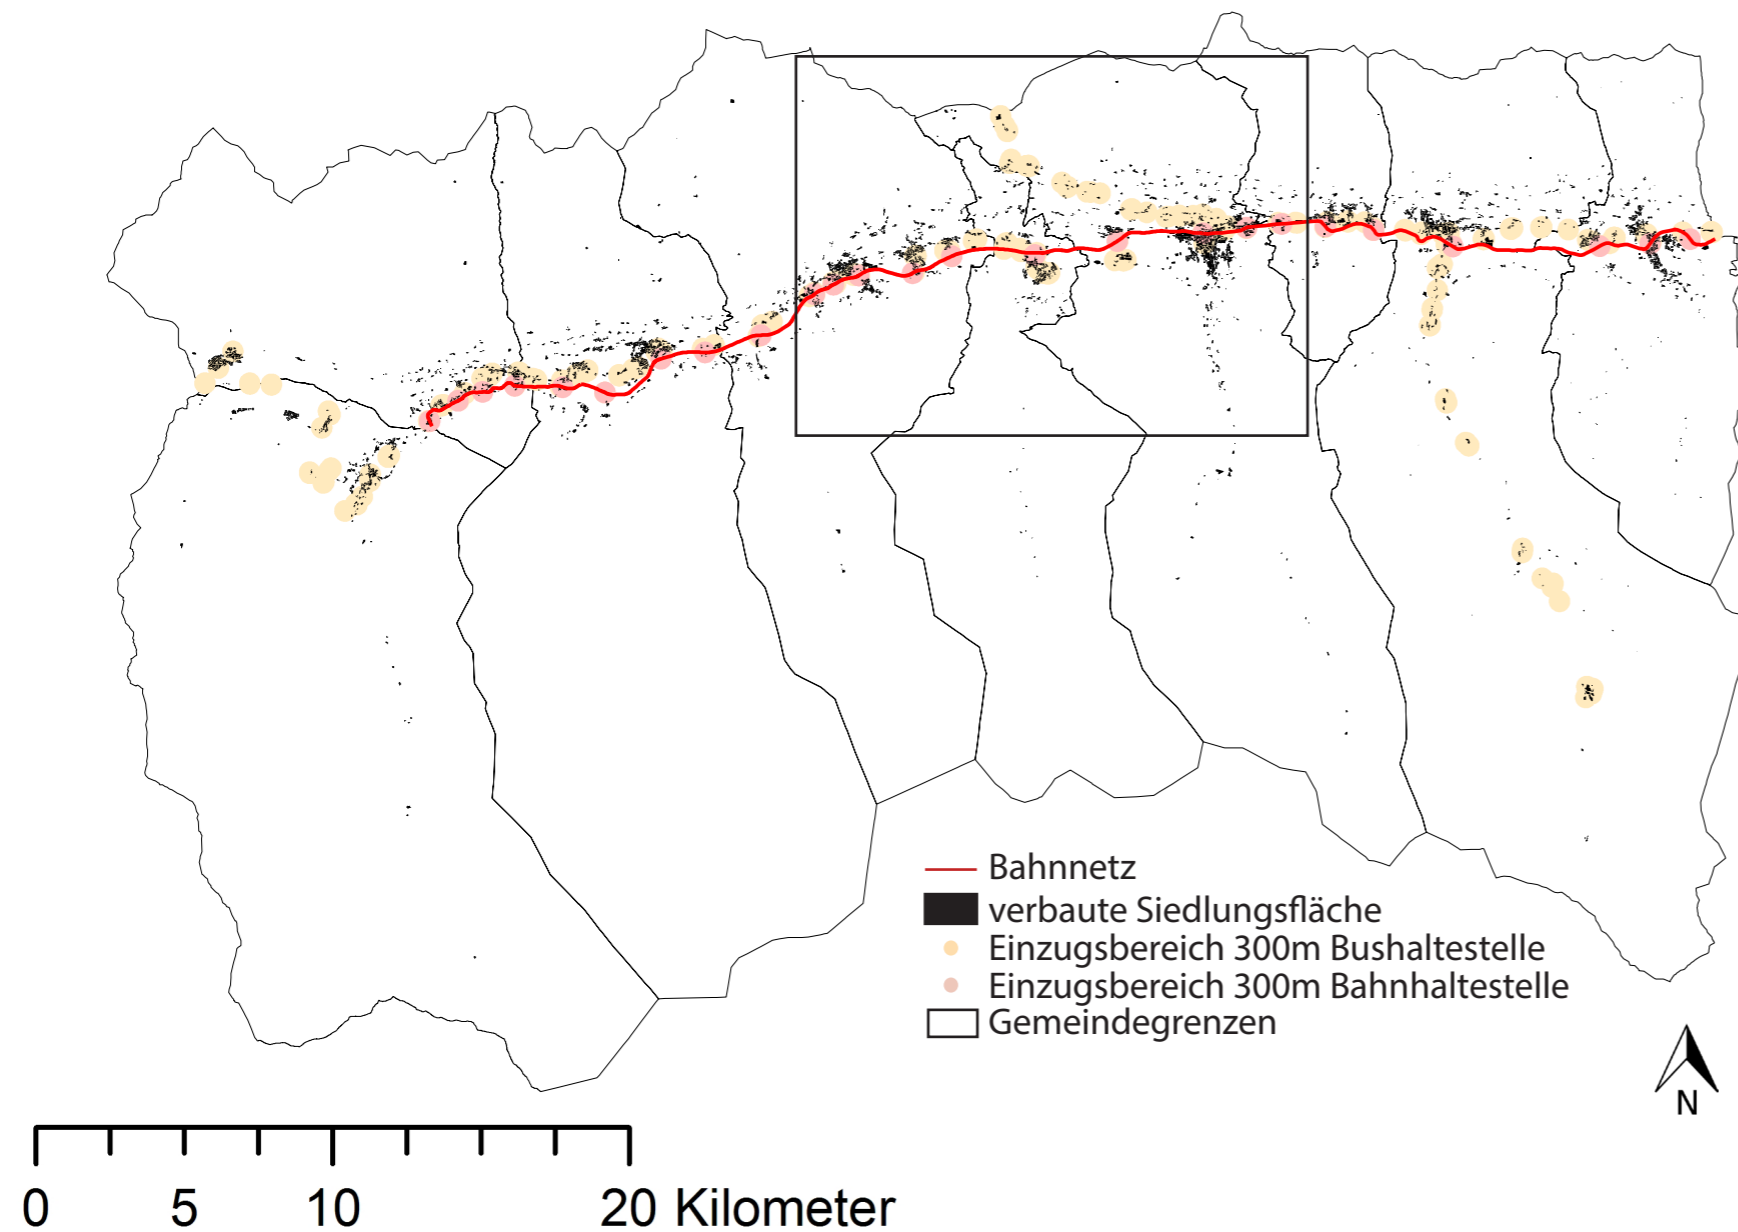 Bahnnetz
verbaute Siedlungsfläche
Einzugsbereich 300m Bushaltestelle
Einzugsbereich 300m Bahnhaltestelle
Gemeindegrenzen
N
0 5 10 20 Kilometer